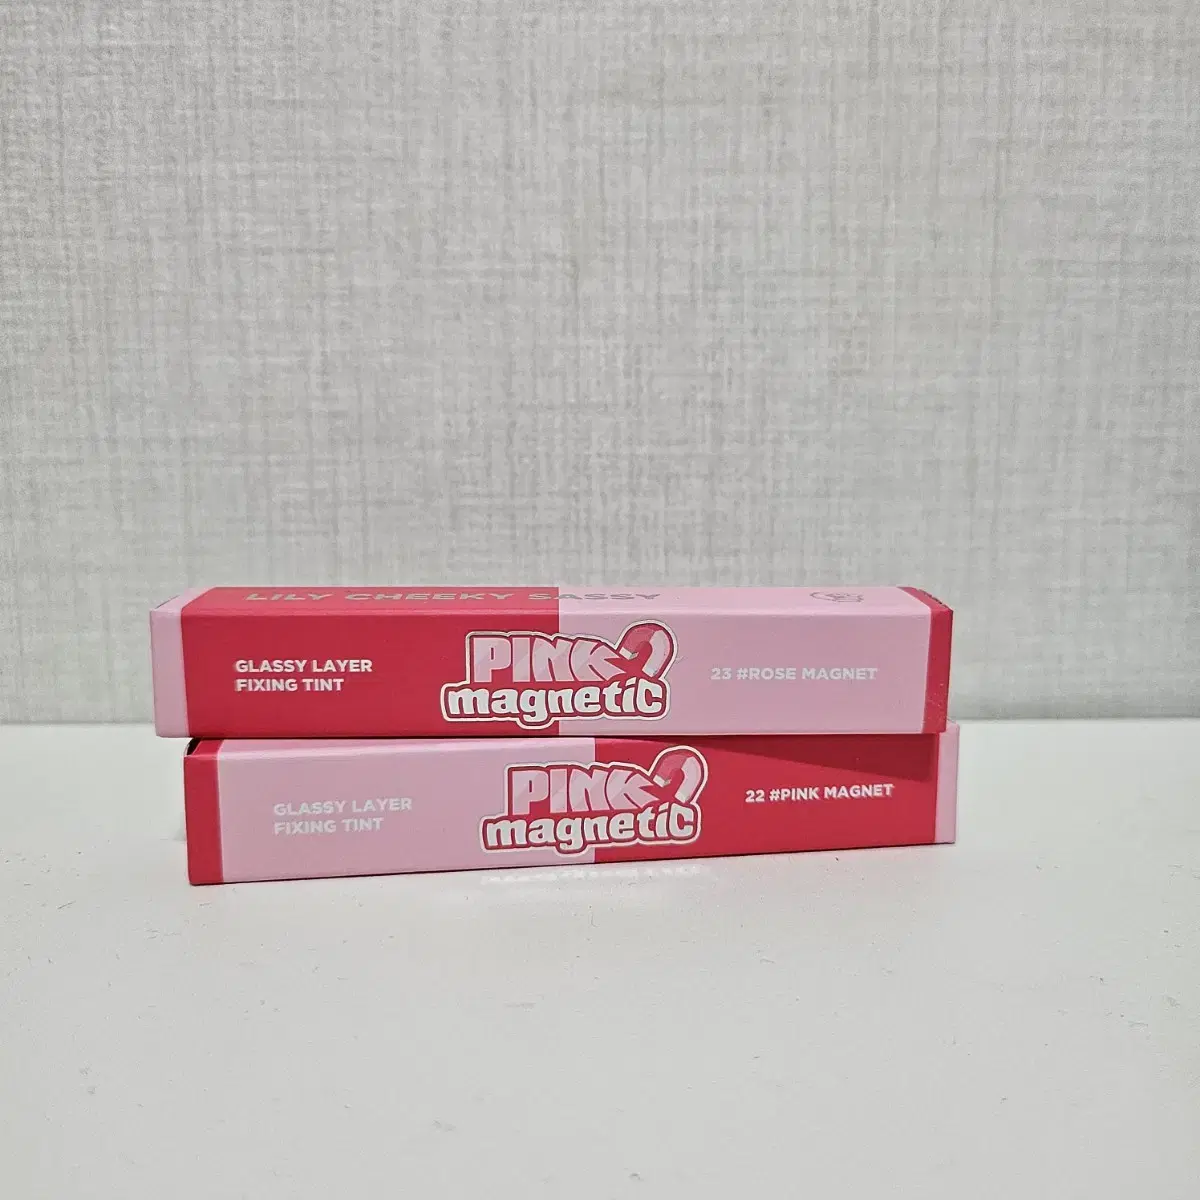 LILY CHEEKY SASSY
GLASSY LAYER
FIXING TINT
PINK
magnetic
23 #ROSE MAGNET
GLASSY LAYER
FIXING TINT
PINK
magnetic
22 #PINK MAGNET